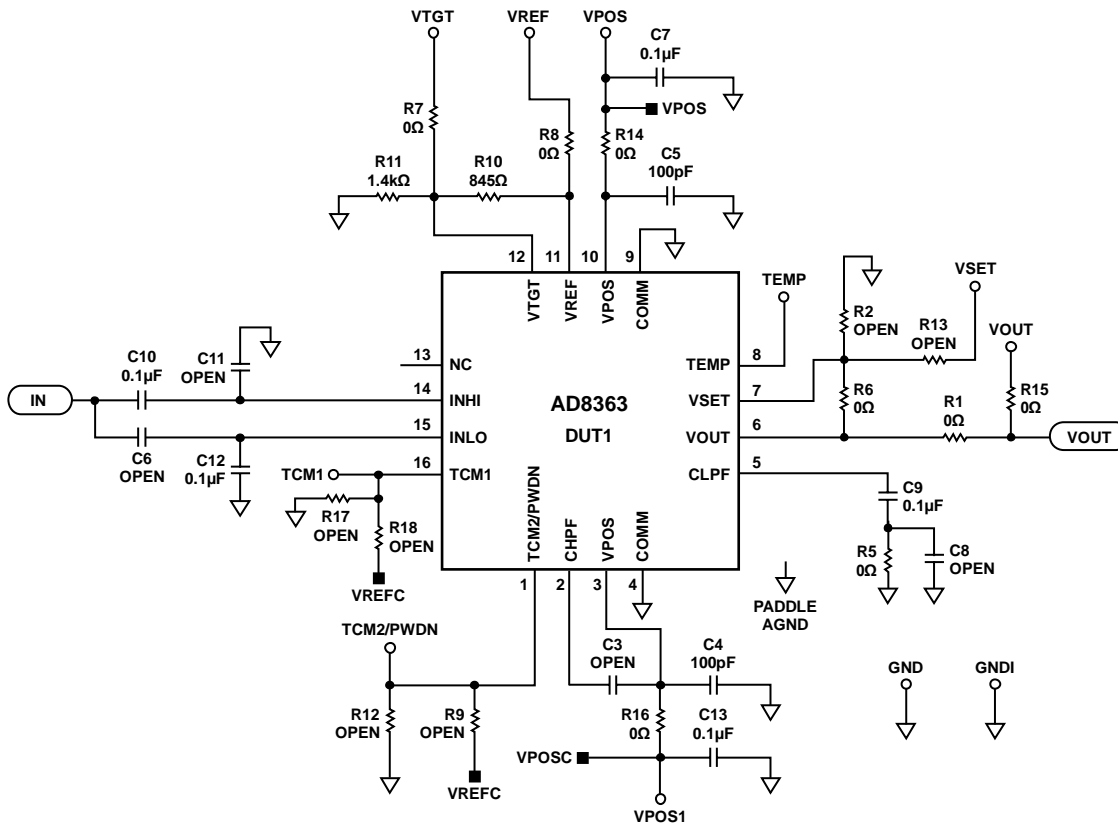 VTGT
VREF
VPOS
C7
0.1µF
VPOS
R7
0Ω
R8
0Ω
R14
0Ω
C5
100pF
R11
1.4kΩ
R10
845Ω
12
11
10
9
VTGT
VREF
VPOS
COMM
TEMP
VSET
R2
OPEN
R13
OPEN
VOUT
C10
0.1µF
C11
OPEN
13
NC
TEMP
8
IN
14
INHI
AD8363
VSET
7
R6
0Ω
R1
0Ω
R15
0Ω
15
INLO
DUT1
VOUT
6
VOUT
C6
OPEN
C12
0.1µF
16
TCM1
CLPF
5
TCM1
R17
OPEN
R18
OPEN
VREFC
TCM2/PWDN
CHPF
VPOS
COMM
C9
0.1µF
R5
0Ω
C8
OPEN
1
2
3
4
PADDLE
AGND
TCM2/PWDN
C3
OPEN
C4
100pF
GND
GNDI
R12
OPEN
R9
OPEN
R16
0Ω
C13
0.1µF
VPOSC
VREFC
VPOS1